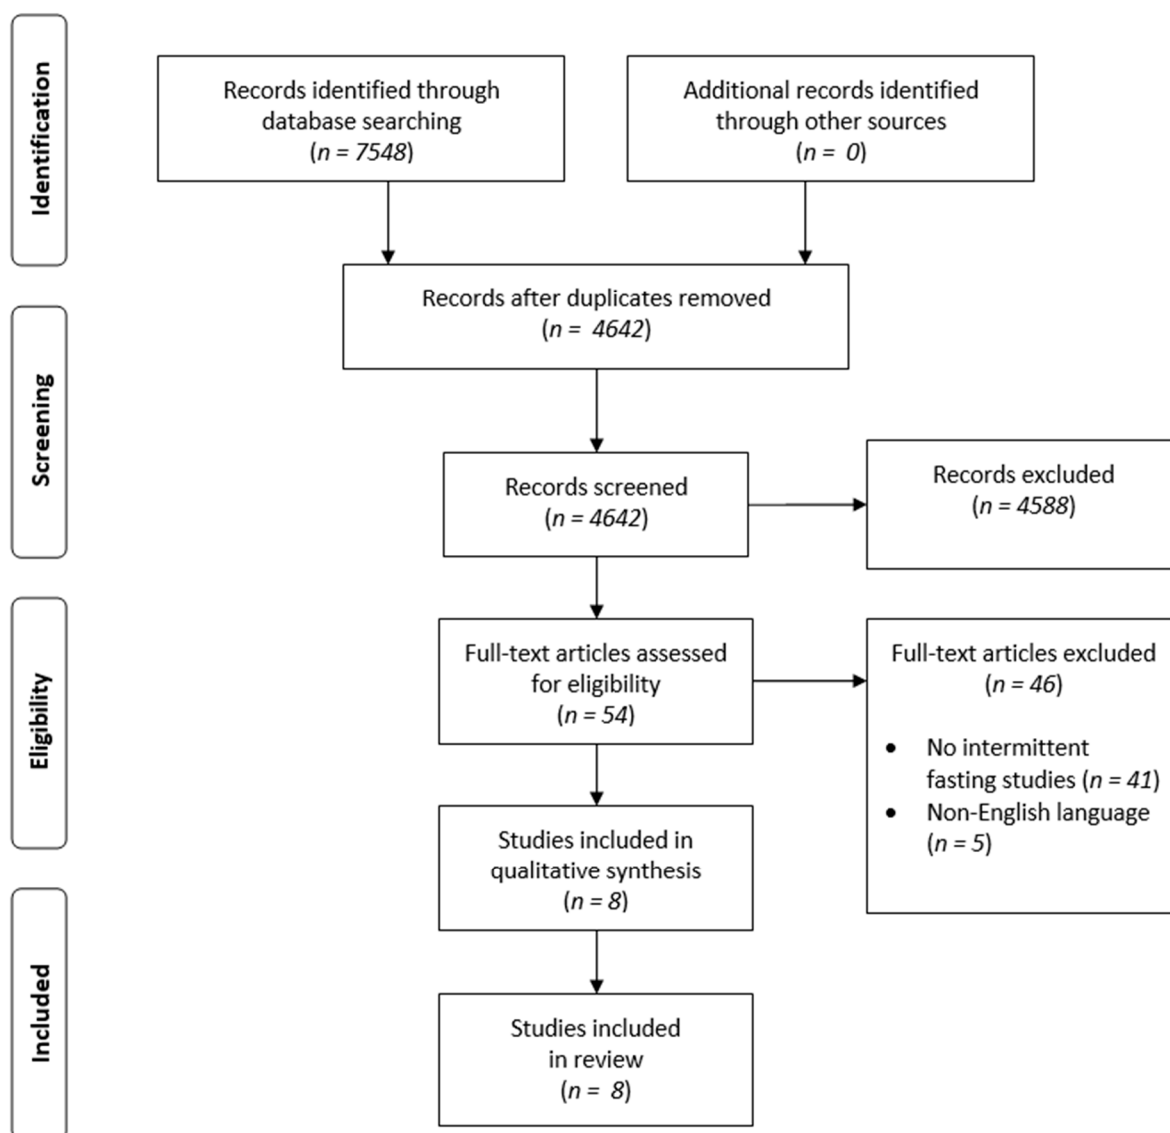 Identification
Records identified through
database searching
(n = 7548)
Additional records identified
through other sources
(n = 0)
Records after duplicates removed
(n = 4642)
Screening
Records screened
(n = 4642)
Records excluded
(n = 4588)
Eligibility
Full-text articles assessed
for eligibility
(n = 54)
Full-text articles excluded
(n = 46)
• No intermittent
fasting studies (n = 41)
• Non-English language
(n = 5)
Studies included in
qualitative synthesis
(n = 8)
Included
Studies included
in review
(n = 8)